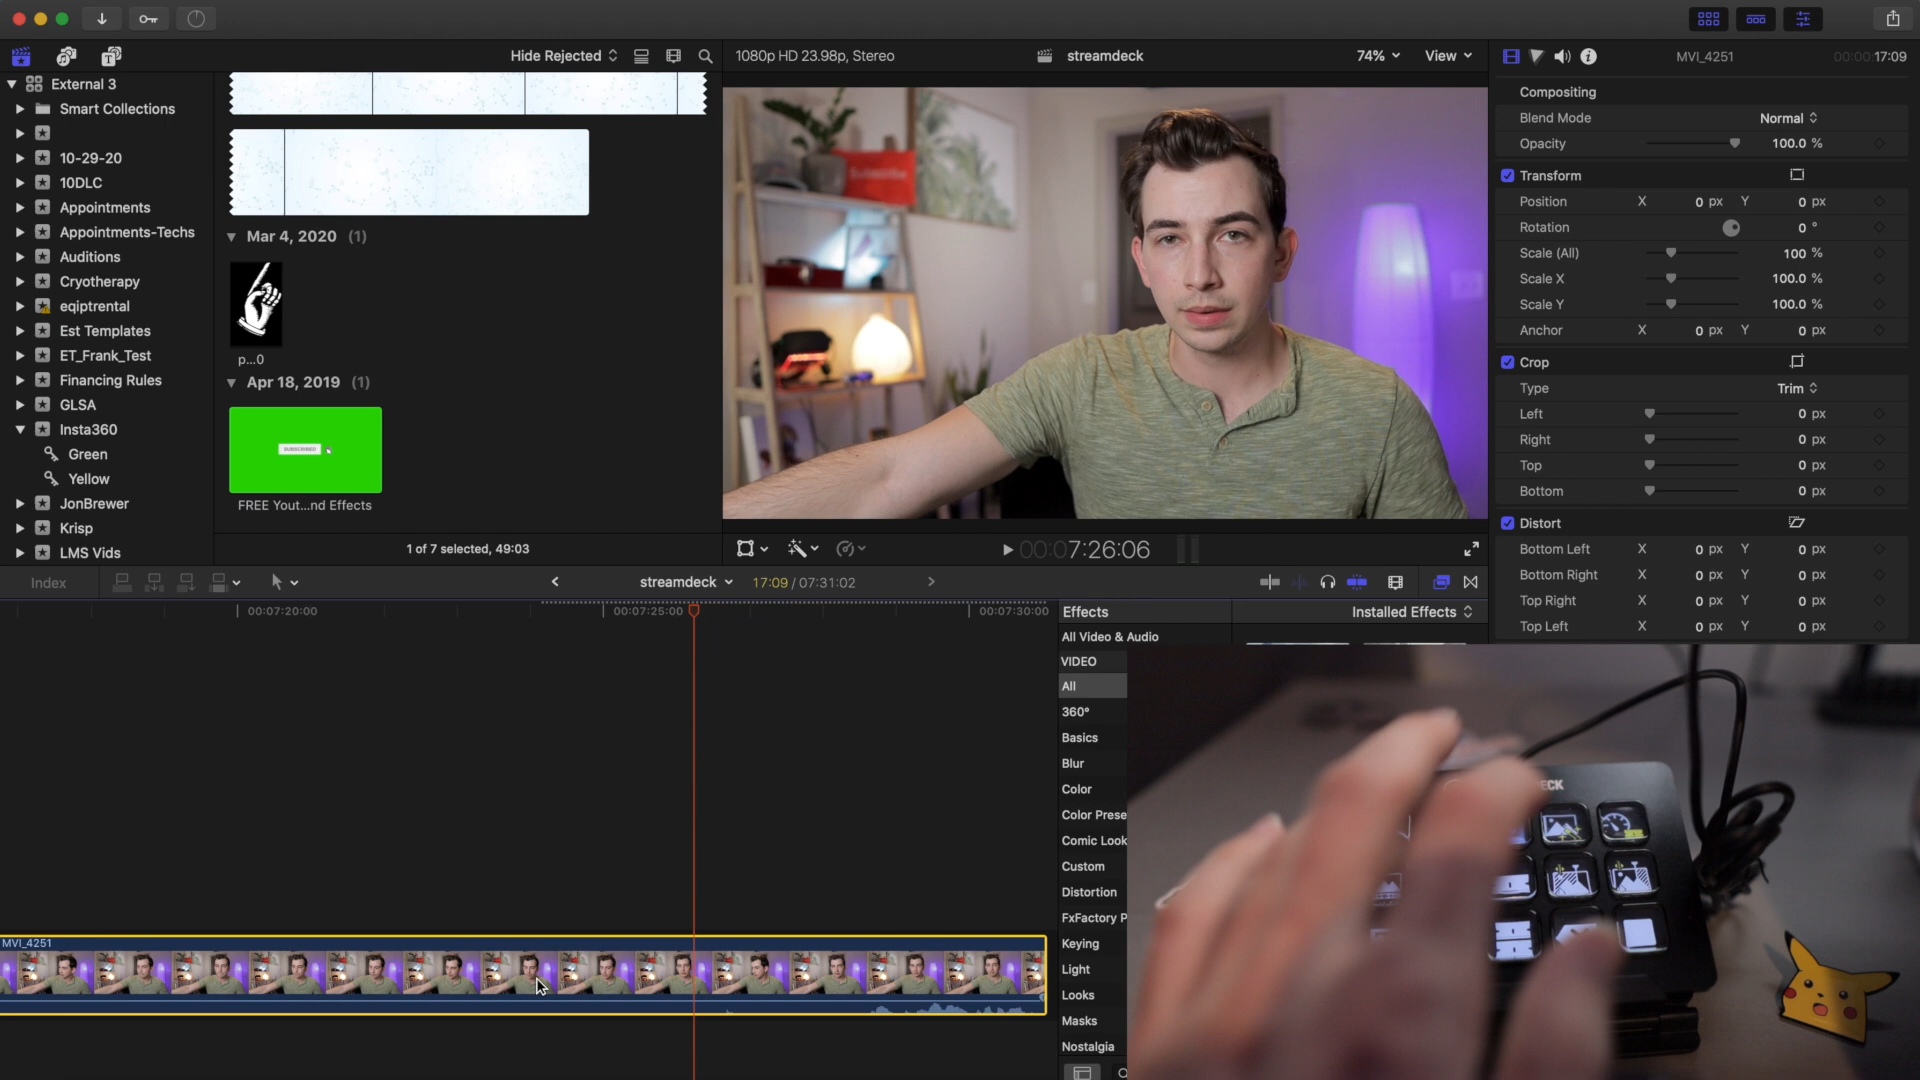 Hide Rejected
1080p HD 23.98p, Stereo
streamdeck
74%
View
MVI_4251
00:00:17:09
External 3
Smart Collections
10-29-20
10DLC
Appointments
Appointments-Techs
Auditions
Cryotherapy
eqiptrental
Est Templates
ET_Frank_Test
Financing Rules
GLSA
Insta360
Green
Yellow
JonBrewer
Krisp
LMS Vids
Mar 4, 2020 (1)
p...0
Apr 18, 2019 (1)
SUBSCRIBED
FREE Yout...nd Effects
1 of 7 selected, 49:03
Subscribe
00:07:26:06
Compositing
Blend Mode Normal
Opacity 100.0 %
Transform
Position X 0 px Y 0 px
Rotation 0 °
Scale (All) 100 %
Scale X 100.0 %
Scale Y 100.0 %
Anchor X 0 px Y 0 px
Crop
Type Trim
Left 0 px
Right 0 px
Top 0 px
Bottom 0 px
Distort
Bottom Left X 0 px Y 0 px
Bottom Right X 0 px Y 0 px
Top Right X 0 px Y 0 px
Top Left X 0 px Y 0 px
Index
streamdeck
17:09 / 07:31:02
00:07:20:00
00:07:25:00
00:07:30:00
Effects
Installed Effects
All Video & Audio
VIDEO
All
360°
Basics
Blur
Color
Color Prese
Comic Look
Custom
Distortion
FxFactory P
Keying
Light
Looks
Masks
Nostalgia
MVI_4251
ECK